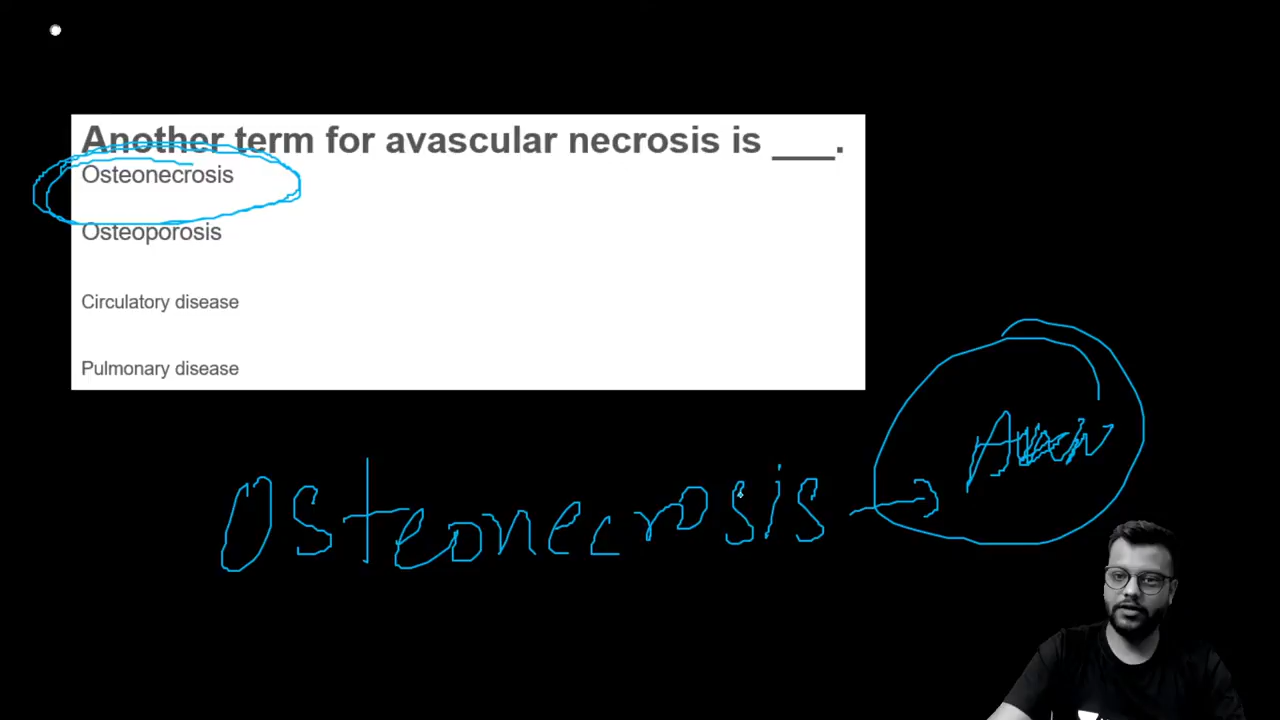 Another term for avascular necrosis is ___.
Osteonecrosis
Osteoporosis
Circulatory disease
Pulmonary disease
Osteonecrosis →